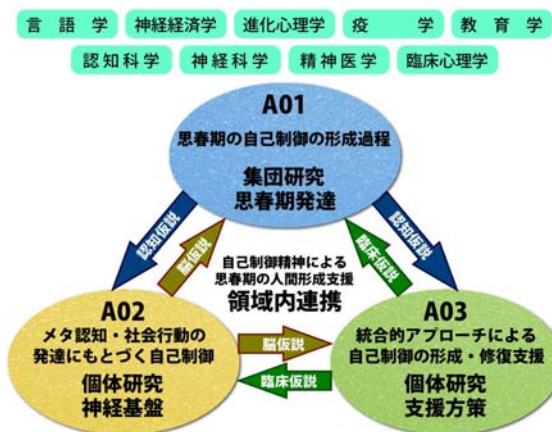 言語学 神経経済学 進化心理学 疫学 教育学
認知科学 神経科学 精神医学 臨床心理学
A01
思春期の自己制御の形成過程
集団研究
思春期発達
認知仮説
脳仮説
臨床仮説
認知仮説
自己制御精神による
思春期の人間形成支援
領域内連携
A02
メタ認知・社会行動の
発達にもとづく自己制御
個体研究
神経基盤
脳仮説
臨床仮説
A03
統合的アプローチによる
自己制御の形成・修復支援
個体研究
支援方策